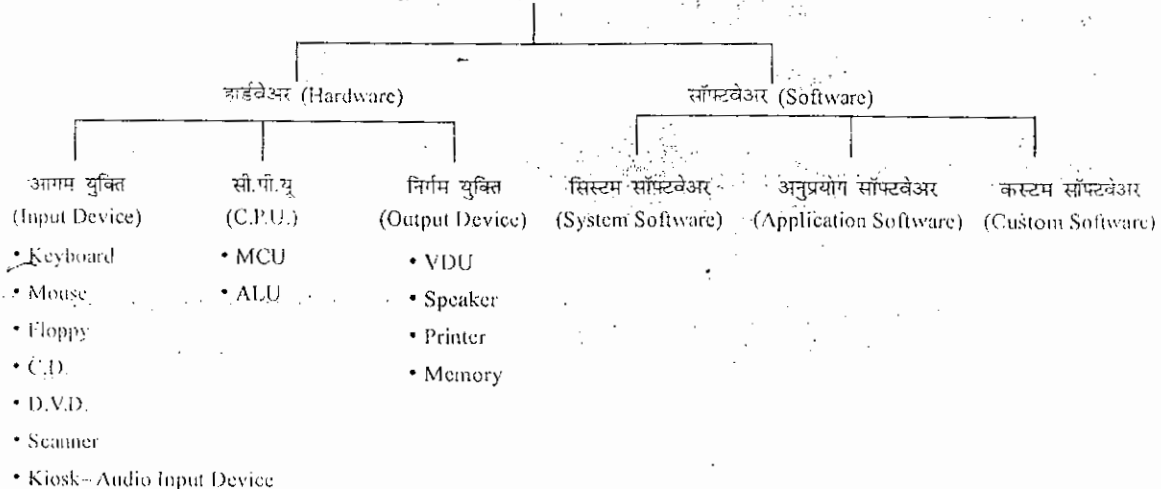 हार्डवेअर (Hardware)
सॉफ्टवेअर (Software)
आगम युक्ति
(Input Device)
• Keyboard
• Mouse
• Floppy
• C.D.
• D.V.D.
• Scanner
• Kiosk–Audio Input Device
सी.पी.यू
(C.P.U.)
• MCU
• ALU
निर्गम युक्ति
(Output Device)
• VDU
• Speaker
• Printer
• Memory
सिस्टम सॉफ्टवेअर
(System Software)
अनुप्रयोग सॉफ्टवेअर
(Application Software)
कस्टम सॉफ्टवेअर
(Custom Software)